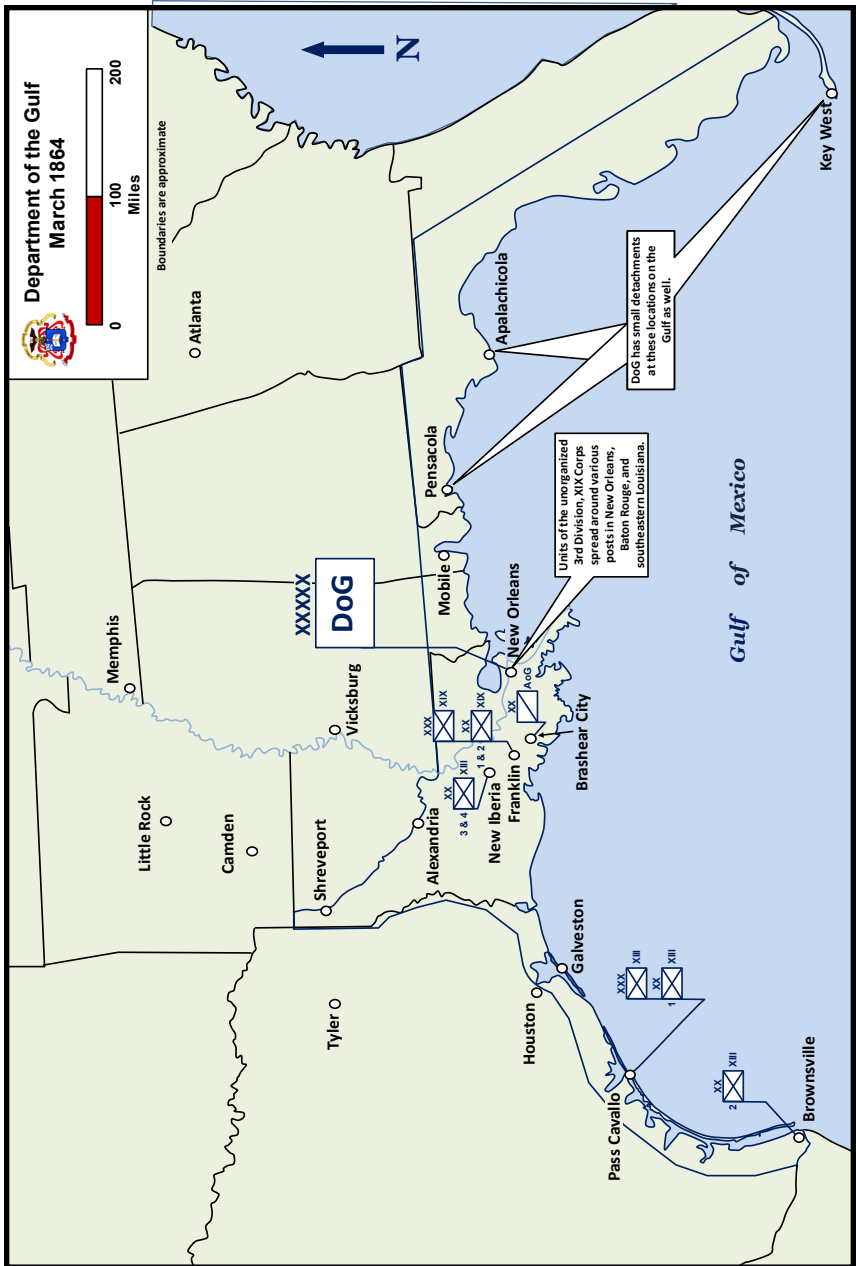 Department of the Gulf
March 1864
0
100
200
Miles
Boundaries are approximate
N
Memphis
Atlanta
Little Rock
Camden
Vicksburg
XXXXX
DoG
Shreveport
Tyler
Alexandria
Mobile
Pensacola
Apalachicola
New Orleans
XXX
XIX
XX
XIX
1 & 2
XX
XIII
3 & 4
XX
AoG
New Iberia
Franklin
Brashear City
Units of the unorganized
3rd Division, XIX Corps
spread around various
posts in New Orleans,
Baton Rouge, and
southeastern Louisiana.
DoG has small detachments
at these locations on the
Gulf as well.
Key West
Houston
Galveston
Pass Cavallo
XXX
XIII
XX
XIII
1
XX
XIII
2
Brownsville
Gulf of Mexico